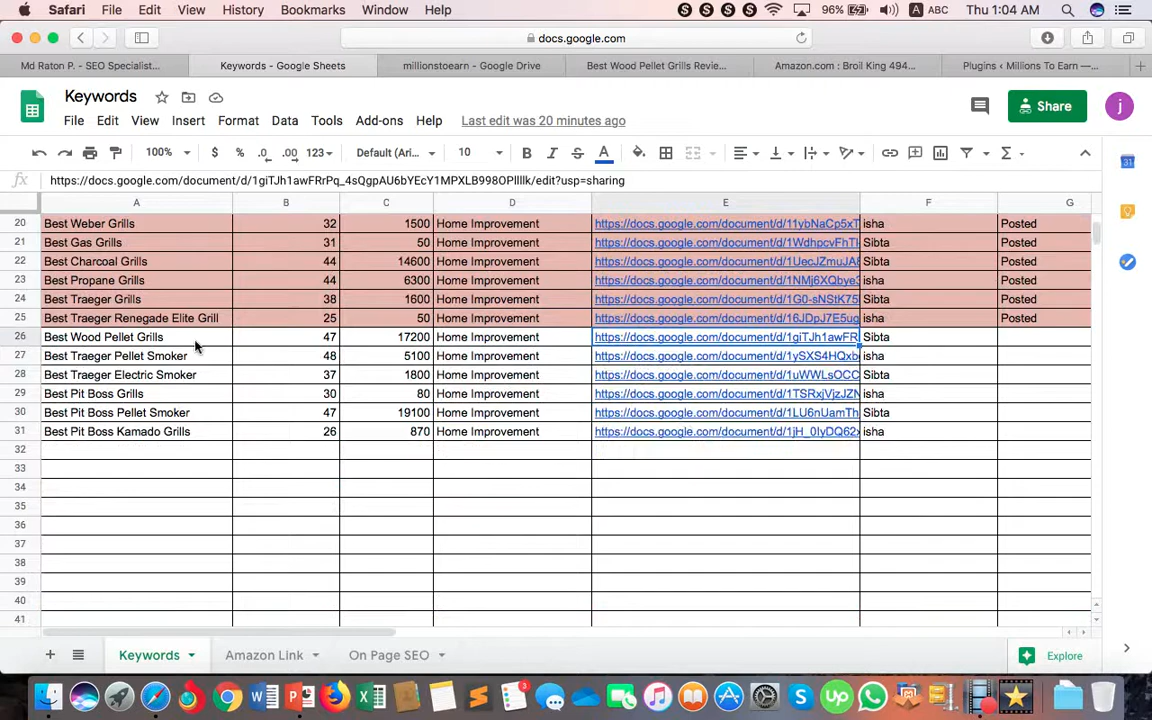 Safari File Edit View History Bookmarks Window Help 96% ABC Thu 1:04 AM
docs.google.com
Md Raton P. - SEO Specialist... Keywords - Google Sheets millionstoearn - Google Drive Best Wood Pellet Grills Revie... Amazon.com : Broil King 494... Plugins ‹ Millions To Earn —...
Keywords
File Edit View Insert Format Data Tools Add-ons Help Last edit was 20 minutes ago
Share j
100% $ % .0 .00 123 Default (Ari... 10 B I S A
fx https://docs.google.com/document/d/1giTJh1awFRrPq_4sQgpAU6bYEcY1MPXLB998OPIlllk/edit?usp=sharing
A B C D E F G
20 Best Weber Grills 32 1500 Home Improvement https://docs.google.com/document/d/11ybNaCp5xT isha Posted
21 Best Gas Grills 31 50 Home Improvement https://docs.google.com/document/d/1WdhpcvFhTl Sibta
22 Best Charcoal Grills 44 14600 Home Improvement https://docs.google.com/document/d/1UecJZmuJA8 Sibta
23 Best Propane Grills 44 6300 Home Improvement https://docs.google.com/document/d/1NMj6XQbye3 isha Posted
24 Best Traeger Grills 38 1600 Home Improvement https://docs.google.com/document/d/1G0-sNStK75 Sibta Posted
25 Best Traeger Renegade Elite Grill 25 50 Home Improvement https://docs.google.com/document/d/16JDpJ7E5ug isha Posted
26 Best Wood Pellet Grills 47 17200 Home Improvement https://docs.google.com/document/d/1giTJh1awFR Sibta
27 Best Traeger Pellet Smoker 48 5100 Home Improvement https://docs.google.com/document/d/1ySXS4HQxb isha
28 Best Traeger Electric Smoker 37 1800 Home Improvement https://docs.google.com/document/d/1uWWLsOCC Sibta
29 Best Pit Boss Grills 30 80 Home Improvement https://docs.google.com/document/d/1TSRxjVjzJZN isha
30 Best Pit Boss Pellet Smoker 47 19100 Home Improvement https://docs.google.com/document/d/1LU6nUamTh Sibta
31 Best Pit Boss Kamado Grills 26 870 Home Improvement https://docs.google.com/document/d/1jH_0IyDQ62x isha
32
33
34
35
36
37
38
39
40
41
Keywords Amazon Link On Page SEO Explore